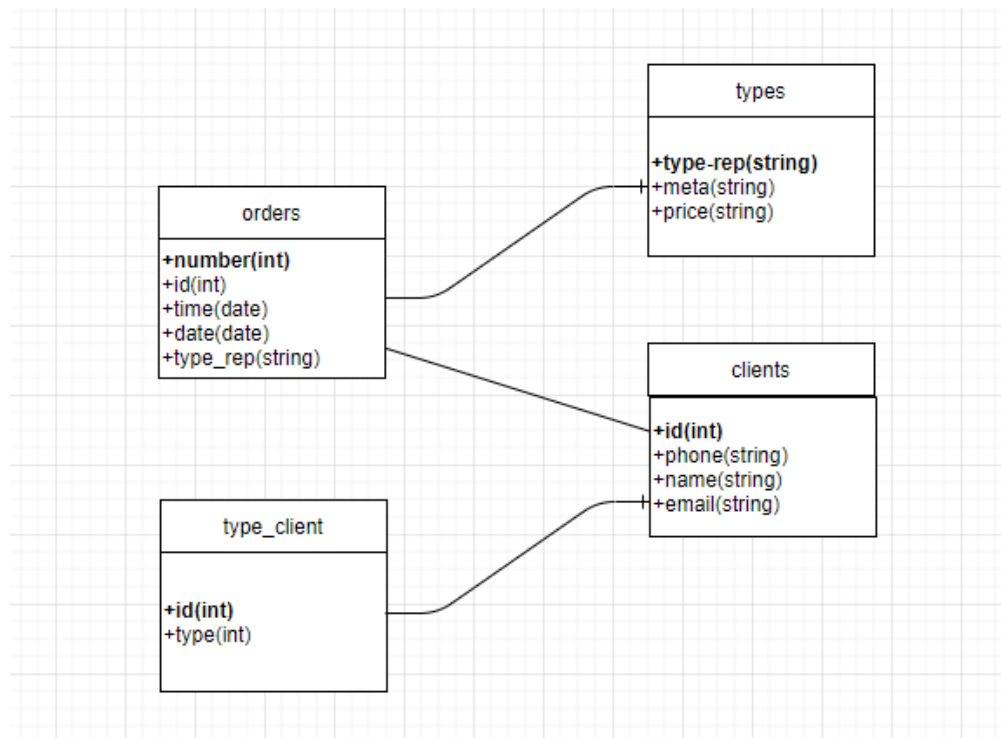 types
+type-rep(string)
+meta(string)
+price(string)
orders
+number(int)
+id(int)
+time(date)
+date(date)
+type_rep(string)
clients
+id(int)
+phone(string)
+name(string)
+email(string)
type_client
+id(int)
+type(int)